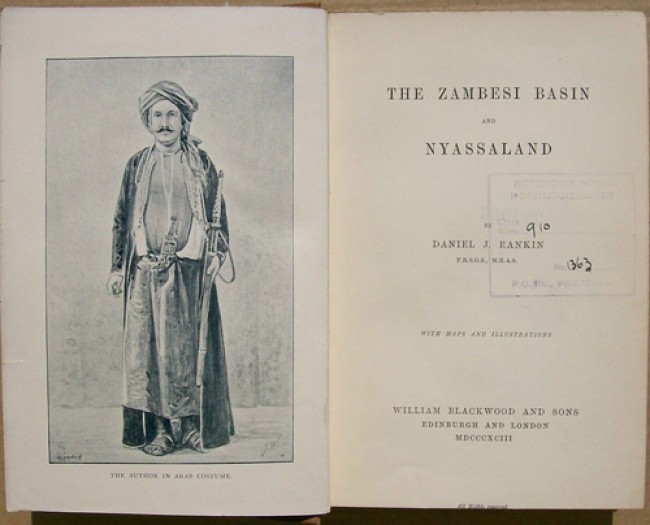 THE AUTHOR IN ARAB COSTUME.
THE ZAMBESI BASIN
AND
NYASSALAND
BY
910
DANIEL J. RANKIN
F.R.S.G.S., M.R.A.S.
No. 1363
WITH MAPS AND ILLUSTRATIONS
WILLIAM BLACKWOOD AND SONS
EDINBURGH AND LONDON
MDCCCXCIII
All Rights reserved